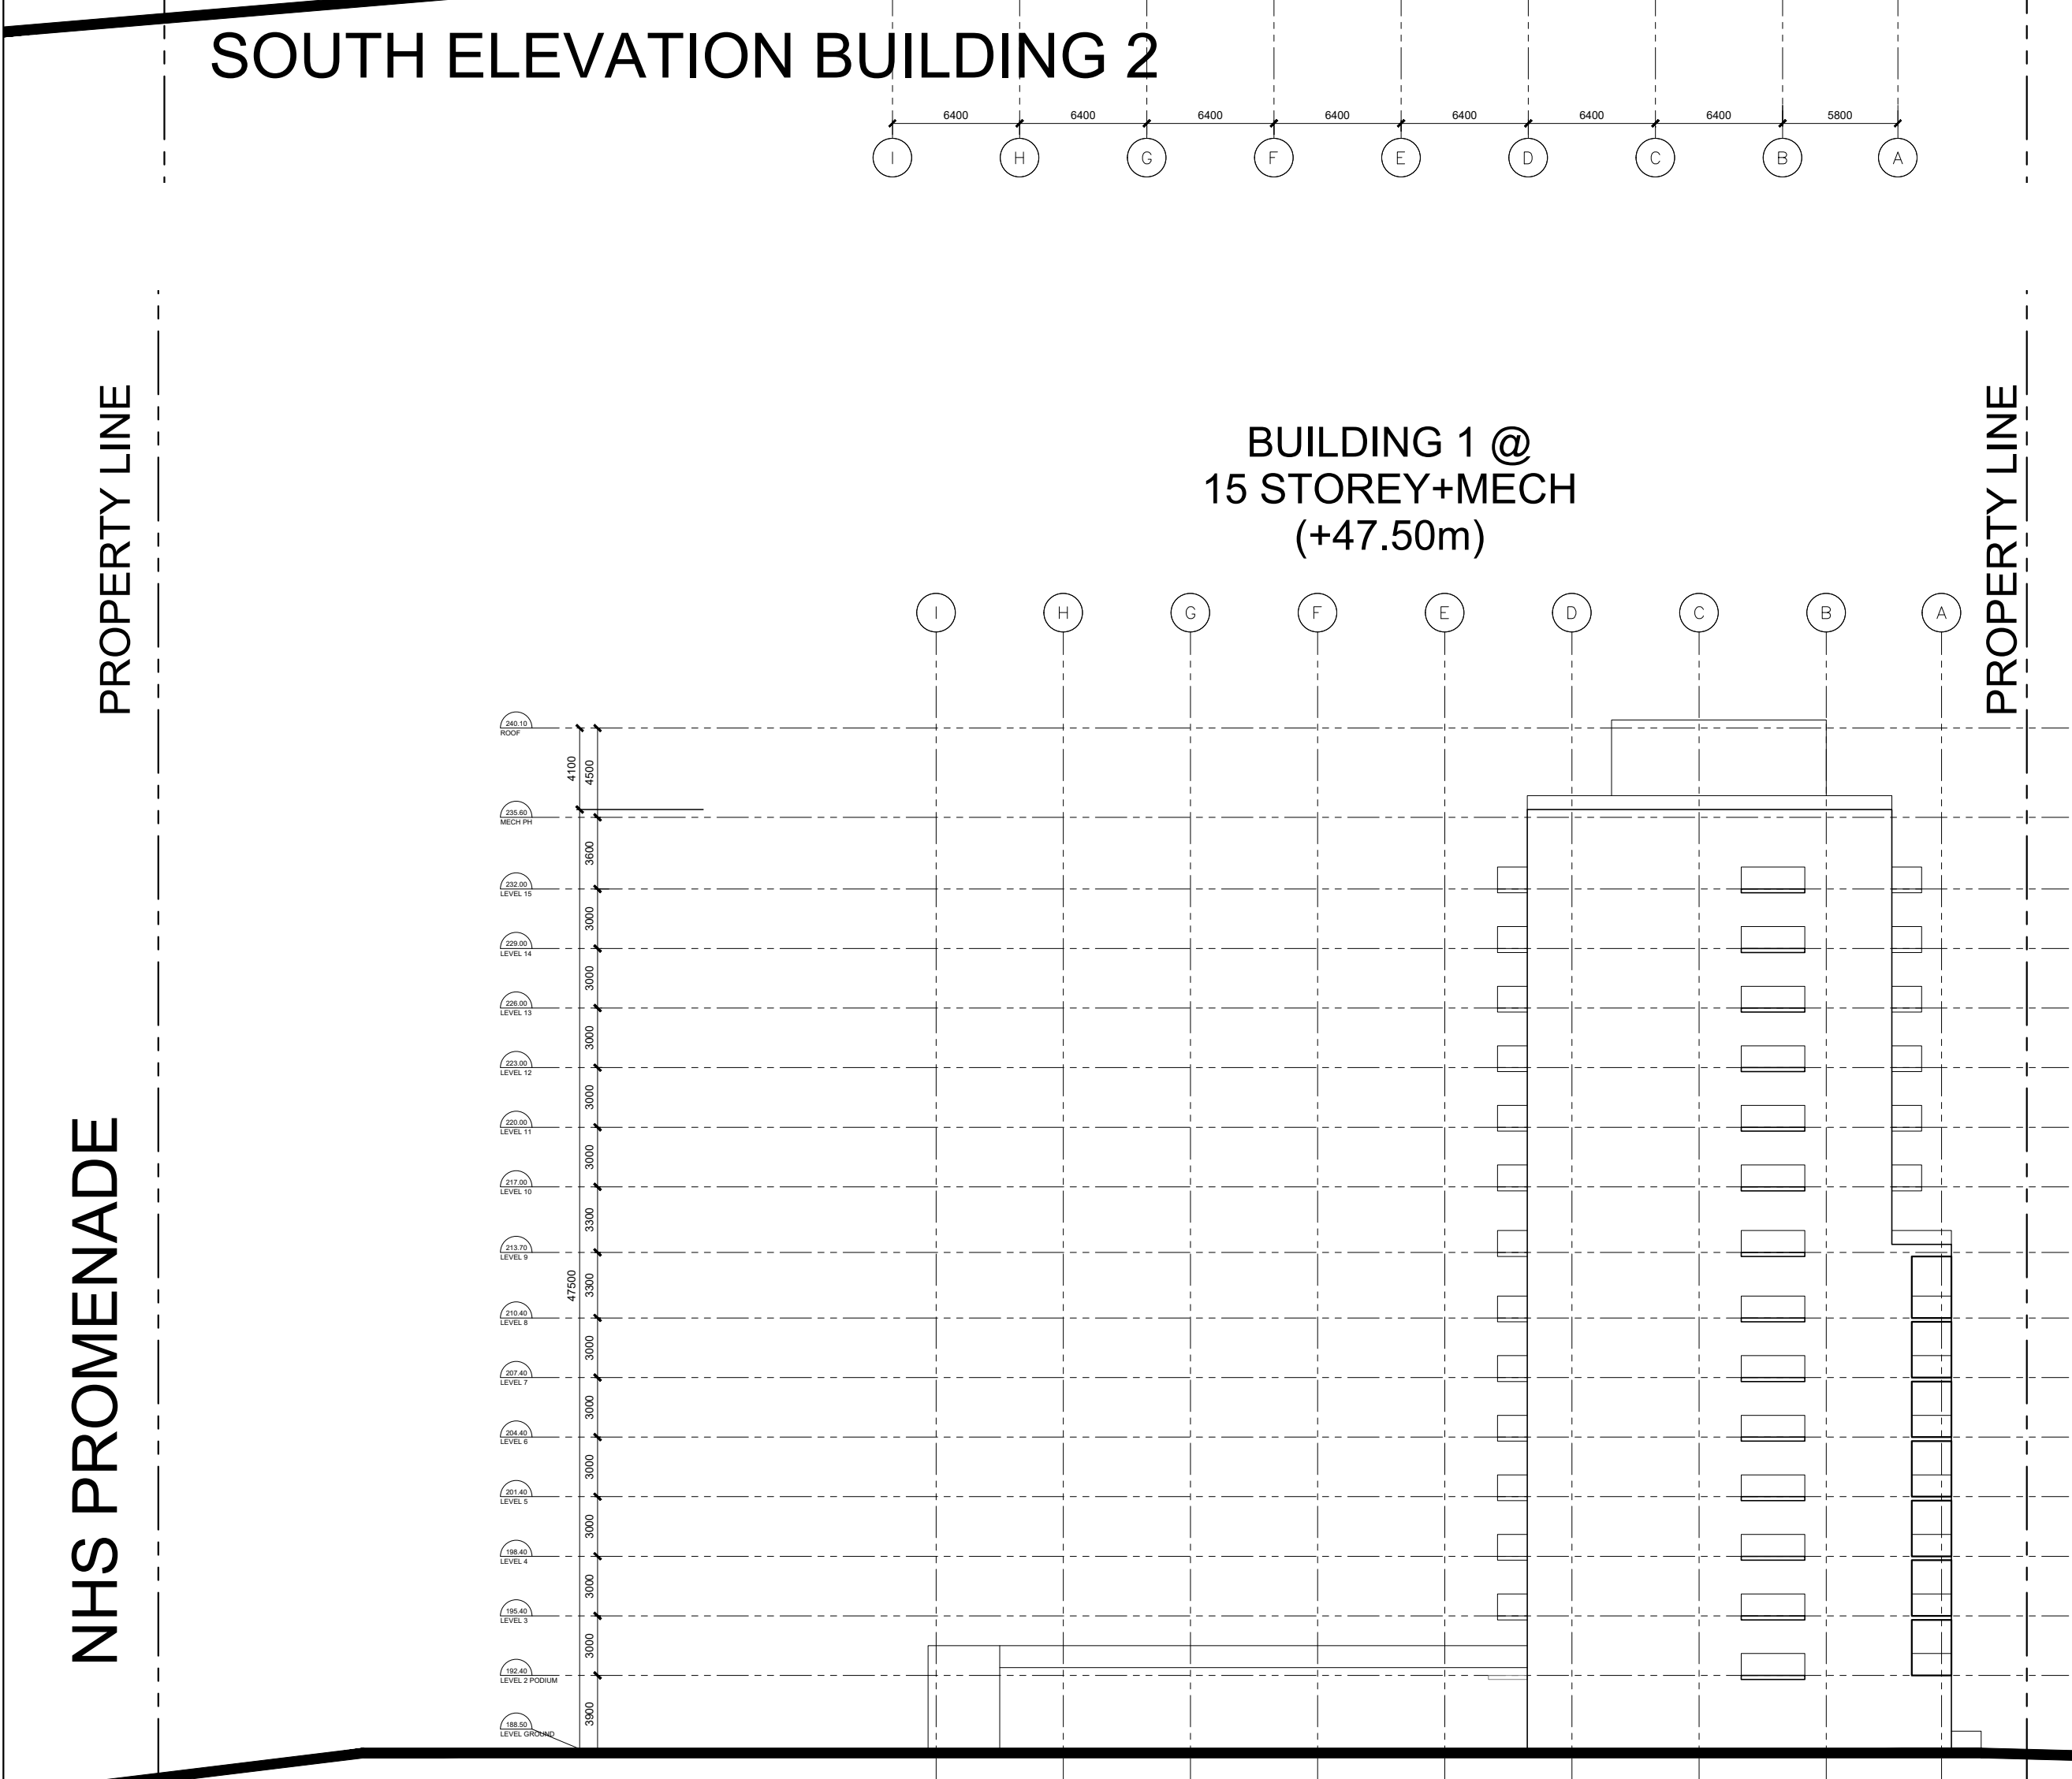 SOUTH ELEVATION BUILDING 2
6400 6400 6400 6400 6400 6400 6400 5800
I H G F E D C B A
PROPERTY LINE
PROPERTY LINE
BUILDING 1 @
15 STOREY+MECH
(+47.50m)
I H G F E D C B A
240.10
ROOF
4100
4500
235.60
MECH PH
3600
232.00
LEVEL 15
3000
229.00
LEVEL 14
3000
226.00
LEVEL 13
3000
223.00
LEVEL 12
3000
220.00
LEVEL 11
3000
217.00
LEVEL 10
3300
213.70
LEVEL 9
47500
3300
210.40
LEVEL 8
3000
207.40
LEVEL 7
3000
204.40
LEVEL 6
3000
201.40
LEVEL 5
3000
198.40
LEVEL 4
3000
195.40
LEVEL 3
3000
192.40
LEVEL 2 PODIUM
3900
188.50
LEVEL GROUND
NHS PROMENADE